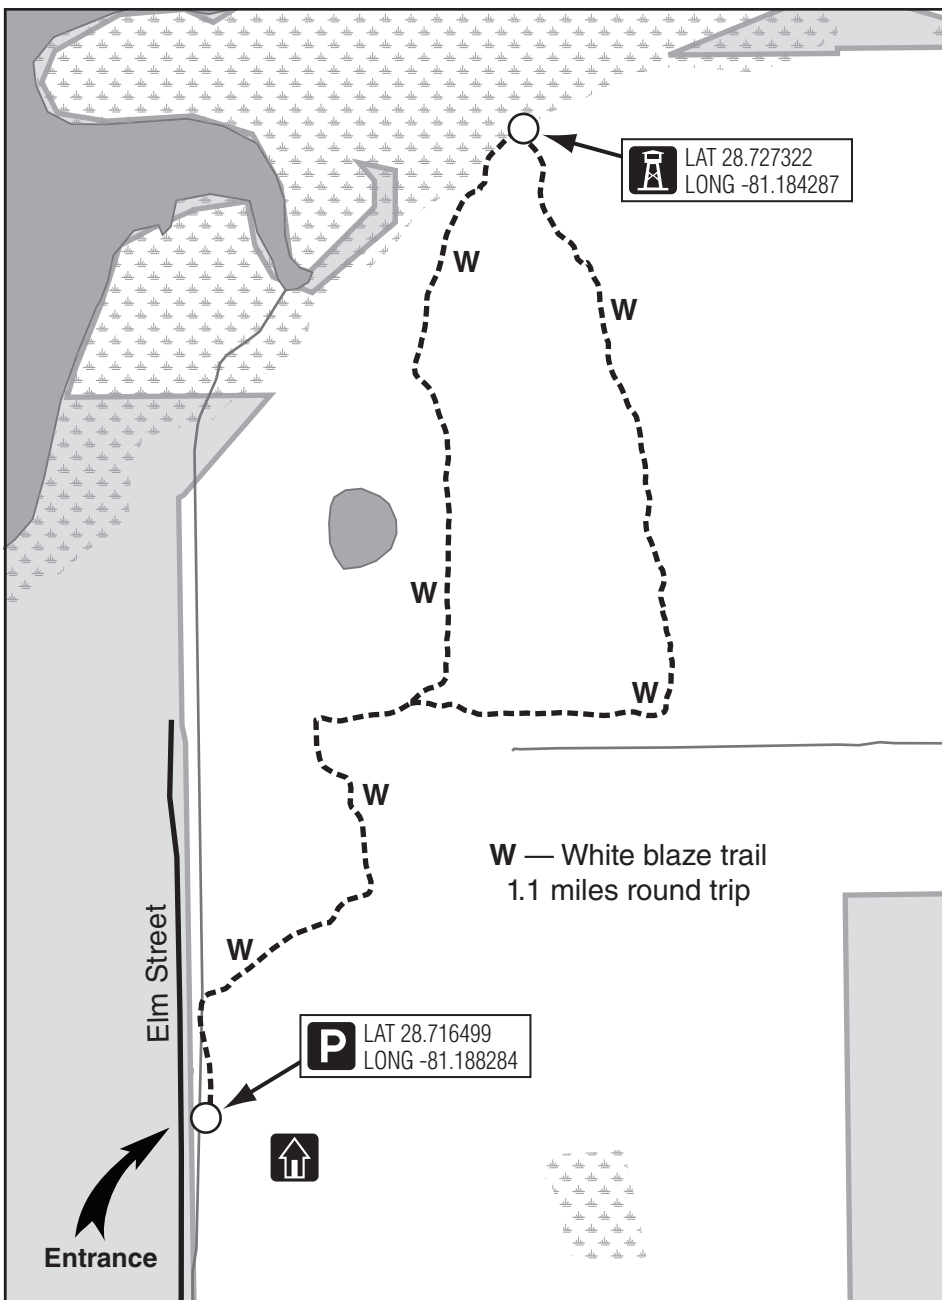 LAT 28.727322
LONG -81.184287
W
W
W
W
W
W — White blaze trail
1.1 miles round trip
W
Elm Street
P
LAT 28.716499
LONG -81.188284
Entrance